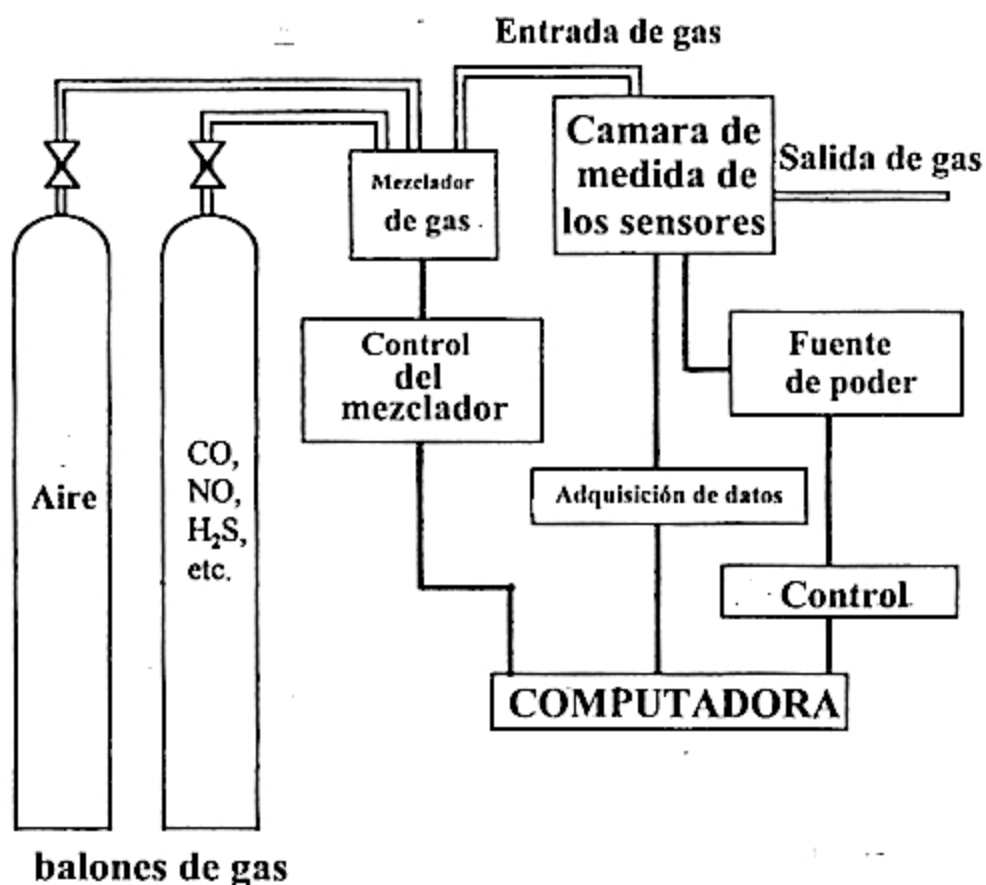 Entrada de gas
Camara de
medida de
los sensores
Salida de gas
Mezclador
de gas
Control
del
mezclador
Fuente
de poder
Aire
CO,
NO,
H₂S,
etc.
Adquisición de datos
Control
COMPUTADORA
balones de gas